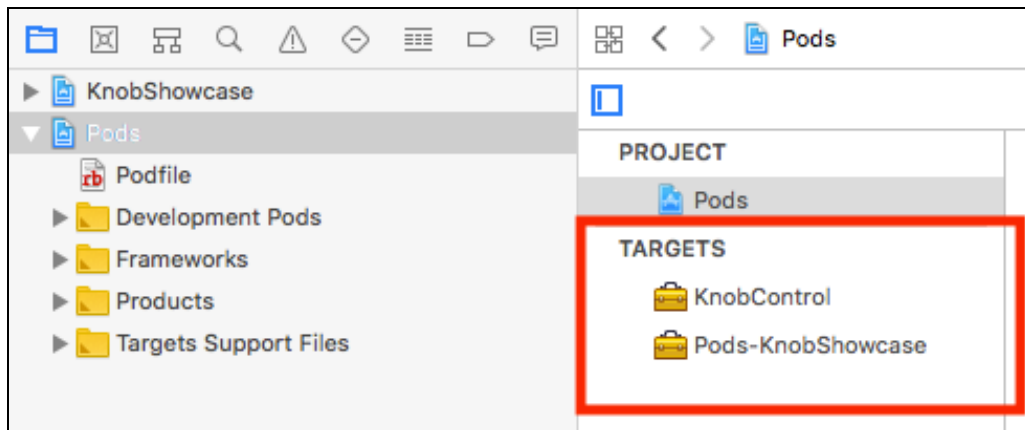 KnobShowcase
Pods
Podfile
Development Pods
Frameworks
Products
Targets Support Files
Pods
PROJECT
Pods
TARGETS
KnobControl
Pods-KnobShowcase